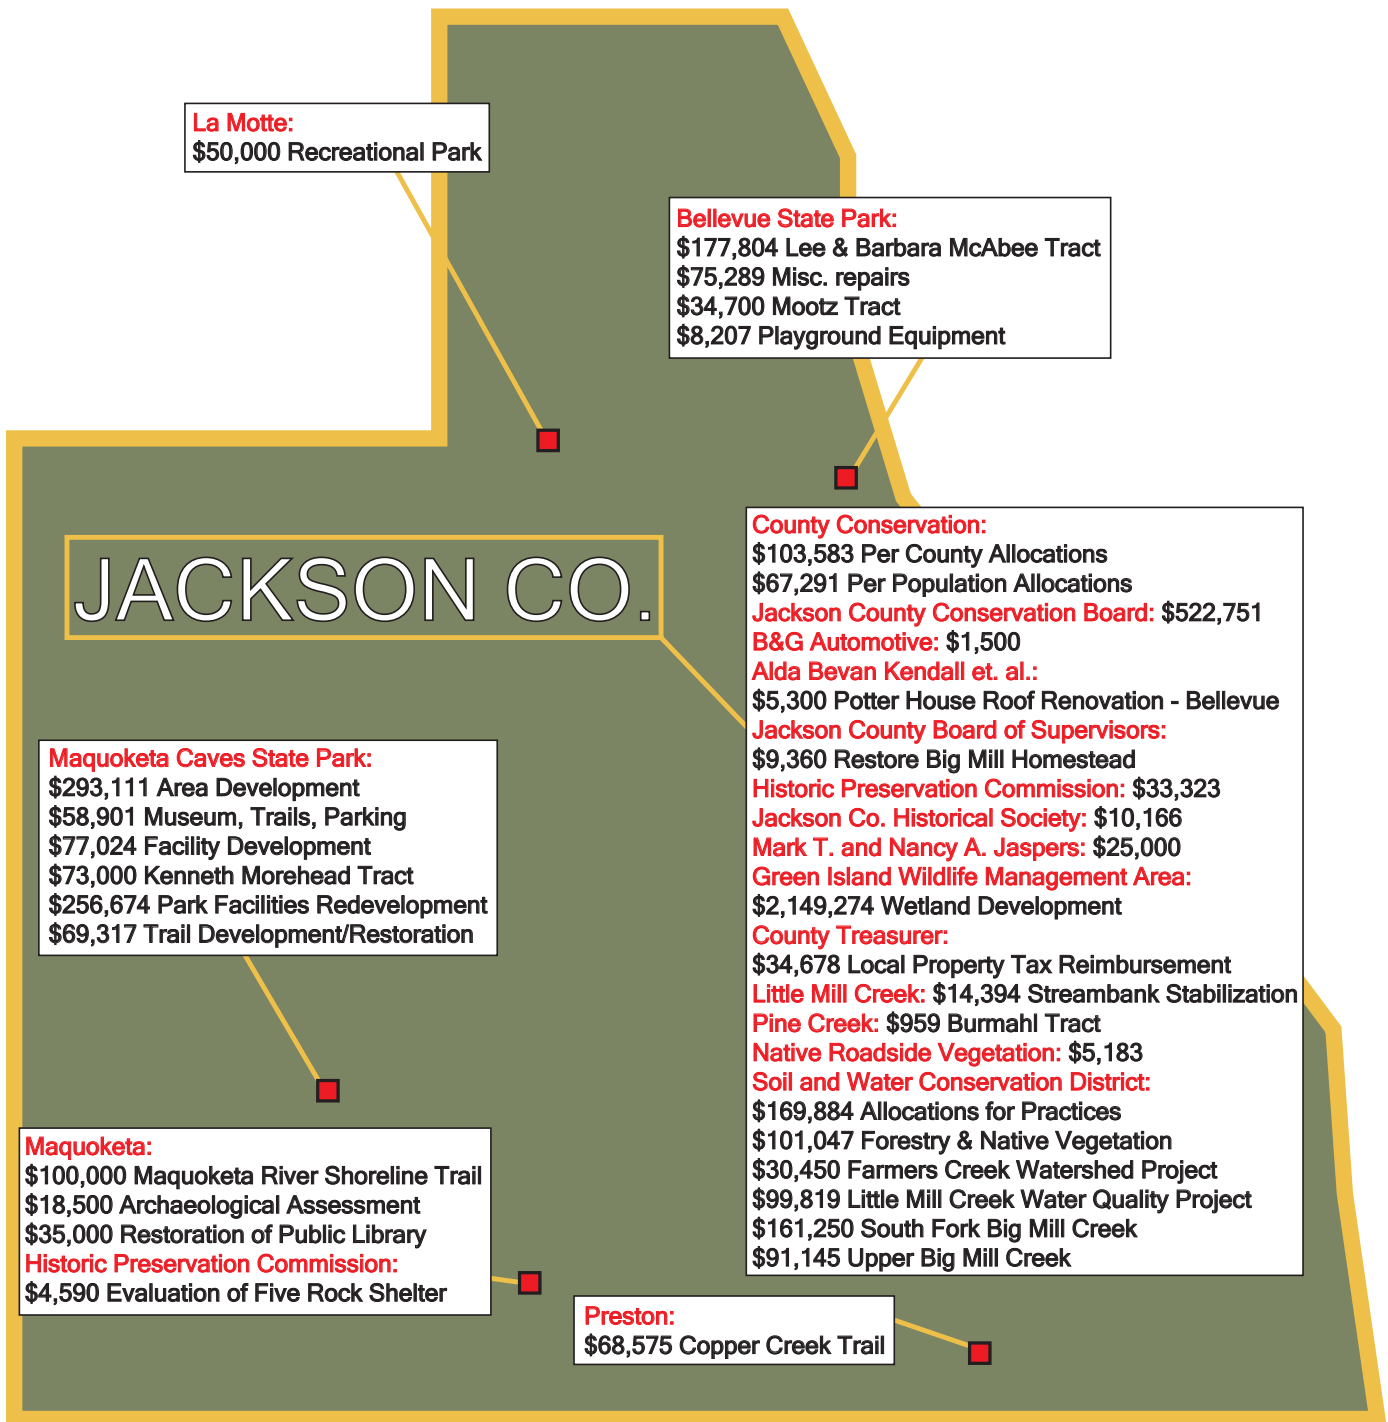 La Motte:
$50,000 Recreational Park
Bellevue State Park:
$177,804 Lee & Barbara McAbee Tract
$75,289 Misc. repairs
$34,700 Mootz Tract
$8,207 Playground Equipment
JACKSON CO.
County Conservation:
$103,583 Per County Allocations
$67,291 Per Population Allocations
Jackson County Conservation Board: $522,751
B&G Automotive: $1,500
Alda Bevan Kendall et. al.:
$5,300 Potter House Roof Renovation - Bellevue
Jackson County Board of Supervisors:
$9,360 Restore Big Mill Homestead
Historic Preservation Commission: $33,323
Jackson Co. Historical Society: $10,166
Mark T. and Nancy A. Jaspers: $25,000
Green Island Wildlife Management Area:
$2,149,274 Wetland Development
County Treasurer:
$34,678 Local Property Tax Reimbursement
Little Mill Creek: $14,394 Streambank Stabilization
Pine Creek: $959 Burmahl Tract
Native Roadside Vegetation: $5,183
Soil and Water Conservation District:
$169,884 Allocations for Practices
$101,047 Forestry & Native Vegetation
$30,450 Farmers Creek Watershed Project
$99,819 Little Mill Creek Water Quality Project
$161,250 South Fork Big Mill Creek
$91,145 Upper Big Mill Creek
Maquoketa Caves State Park:
$293,111 Area Development
$58,901 Museum, Trails, Parking
$77,024 Facility Development
$73,000 Kenneth Morehead Tract
$256,674 Park Facilities Redevelopment
$69,317 Trail Development/Restoration
Maquoketa:
$100,000 Maquoketa River Shoreline Trail
$18,500 Archaeological Assessment
$35,000 Restoration of Public Library
Historic Preservation Commission:
$4,590 Evaluation of Five Rock Shelter
Preston:
$68,575 Copper Creek Trail